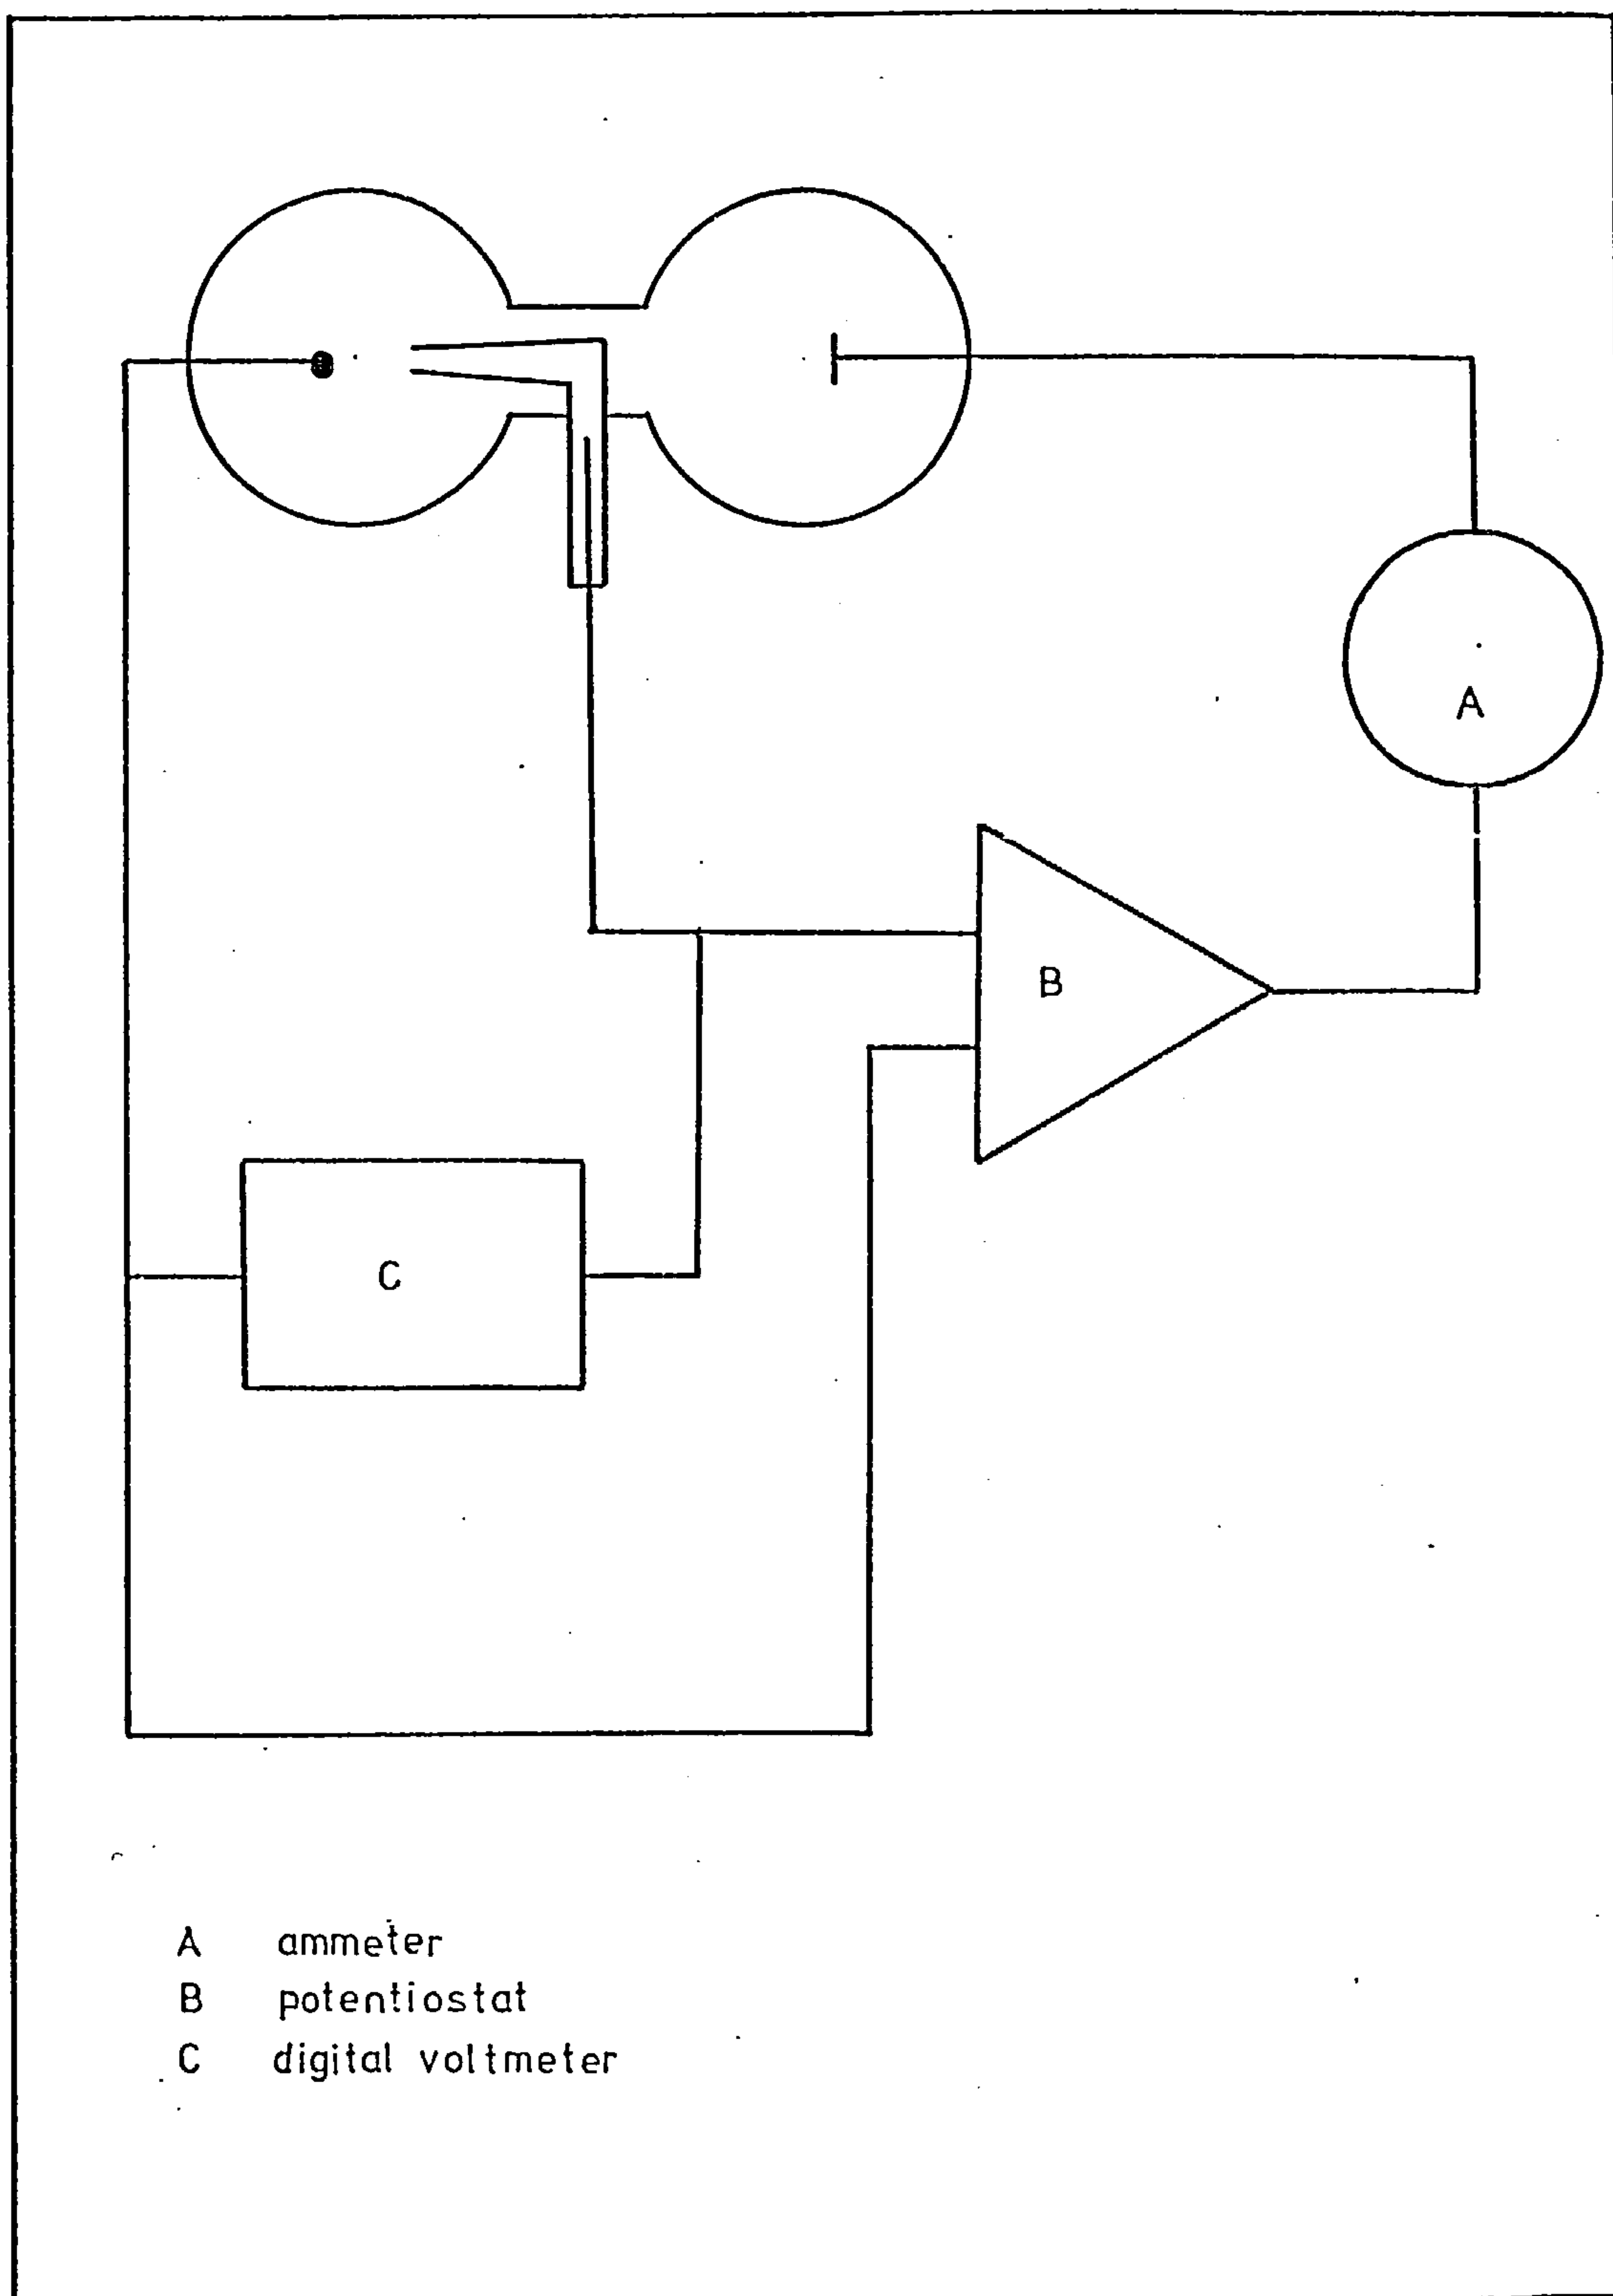 A
B
C
A ammeter
B potentiostat
C digital voltmeter